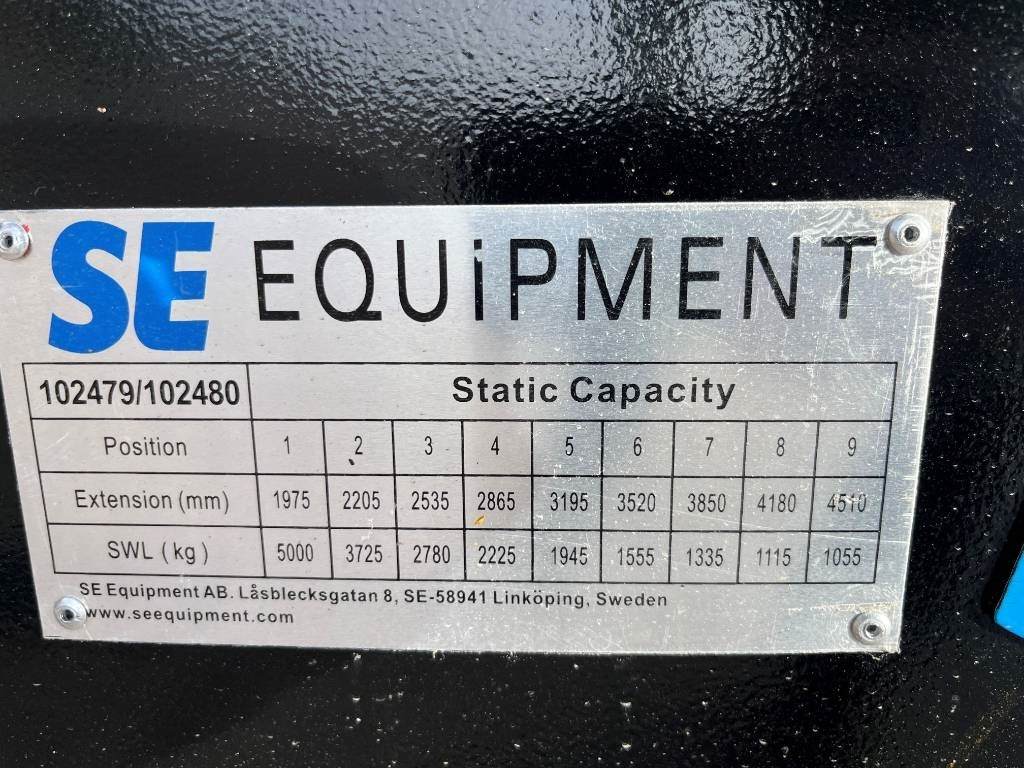 SE EQUiPMENT
102479/102480 Static Capacity
Position 1 2 3 4 5 6 7 8 9
Extension (mm) 1975 2205 2535 2865 3195 3520 3850 4180 4510
SWL (kg) 5000 3725 2780 2225 1945 1555 1335 1115 1055
SE Equipment AB. Låsblecksgatan 8, SE-58941 Linköping, Sweden
www.seequipment.com